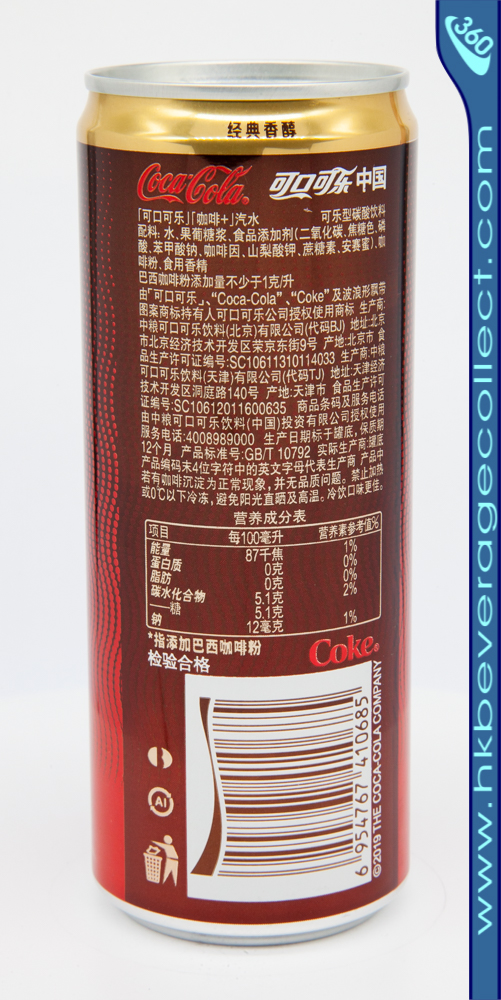 经典香醇
Coca-Cola 可口可乐中国
「可口可乐」「咖啡+」汽水 可乐型碳酸饮料
配料: 水、果葡糖浆、食品添加剂(二氧化碳、焦糖色、磷
酸、苯甲酸钠、咖啡因、山梨酸钾、蔗糖素、安赛蜜)、咖
啡粉、食用香精
巴西咖啡粉添加量不少于1克/升
由“可口可乐”、“Coca-Cola”、“Coke”及波浪形飘带
图案商标持有人可口可乐公司授权使用商标 生产商:
中粮可口可乐饮料(北京)有限公司(代码BJ) 地址:北京
市北京经济技术开发区荣京东街9号 产地:北京市 食
品生产许可证编号:SC10611310114033 生产商:中粮
可口可乐饮料(天津)有限公司(代码TJ) 地址:天津经济
技术开发区洞庭路140号 产地:天津市 食品生产许可
证编号:SC10612011600635 商品条码及服务电话
由中粮可口可乐饮料(中国)投资有限公司授权使用
服务电话:4008989000 生产日期标于罐底,保质期
12个月 产品标准号:GB/T 10792 实际生产商:罐底
产品编码末4位字符中的英文字母代表生产商 产品中
若有咖啡沉淀为正常现象,并无品质问题。禁止加热
或0℃以下冷冻,避免阳光直晒及高温。冷饮口味更佳。
营养成分表
项目 每100毫升 营养素参考值%
能量 87千焦 1%
蛋白质 0克 0%
脂肪 0克 0%
碳水化合物 5.1克 2%
——糖 5.1克
钠 12毫克 1%
*指添加巴西咖啡粉
检验合格
Coke
Al
6 954767 410685
©2019 THE COCA-COLA COMPANY
360
www.hkbeveragecollect.com